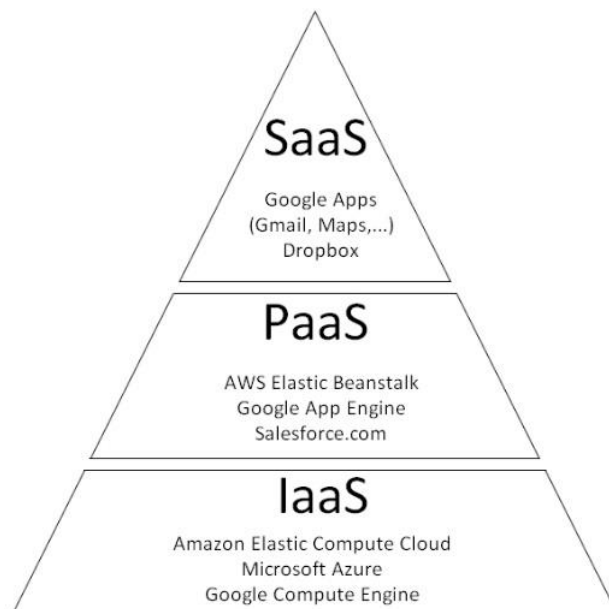 SaaS
Google Apps
(Gmail, Maps,...)
Dropbox
PaaS
AWS Elastic Beanstalk
Google App Engine
Salesforce.com
IaaS
Amazon Elastic Compute Cloud
Microsoft Azure
Google Compute Engine